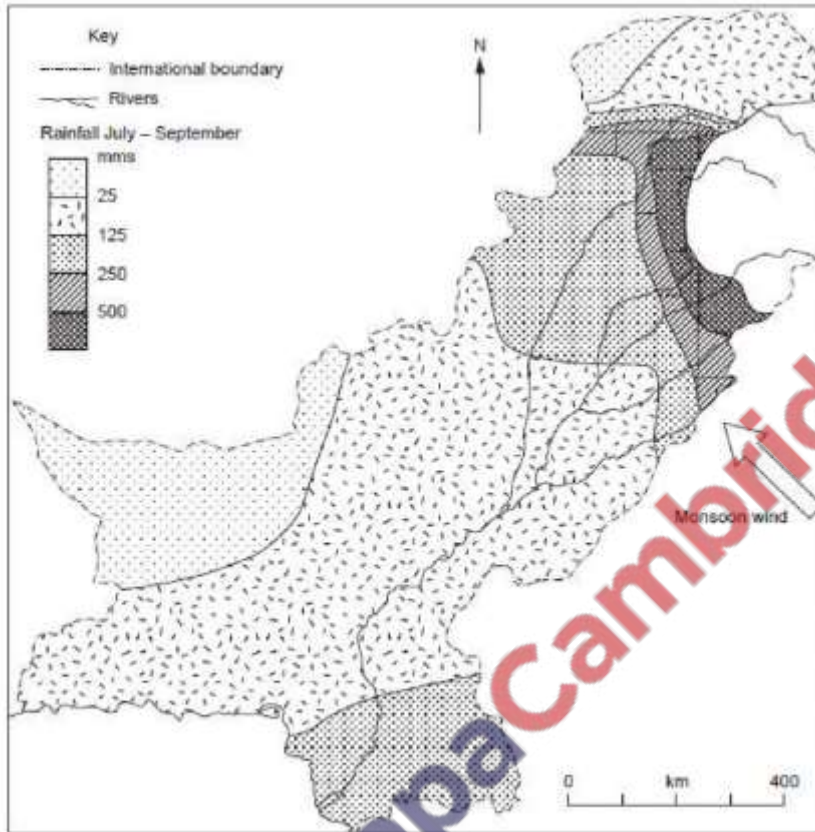 Key
International boundary
Rivers
Rainfall July – September
mms
25
125
250
500
N
Monsoon wind
0 km 400
Cambrid